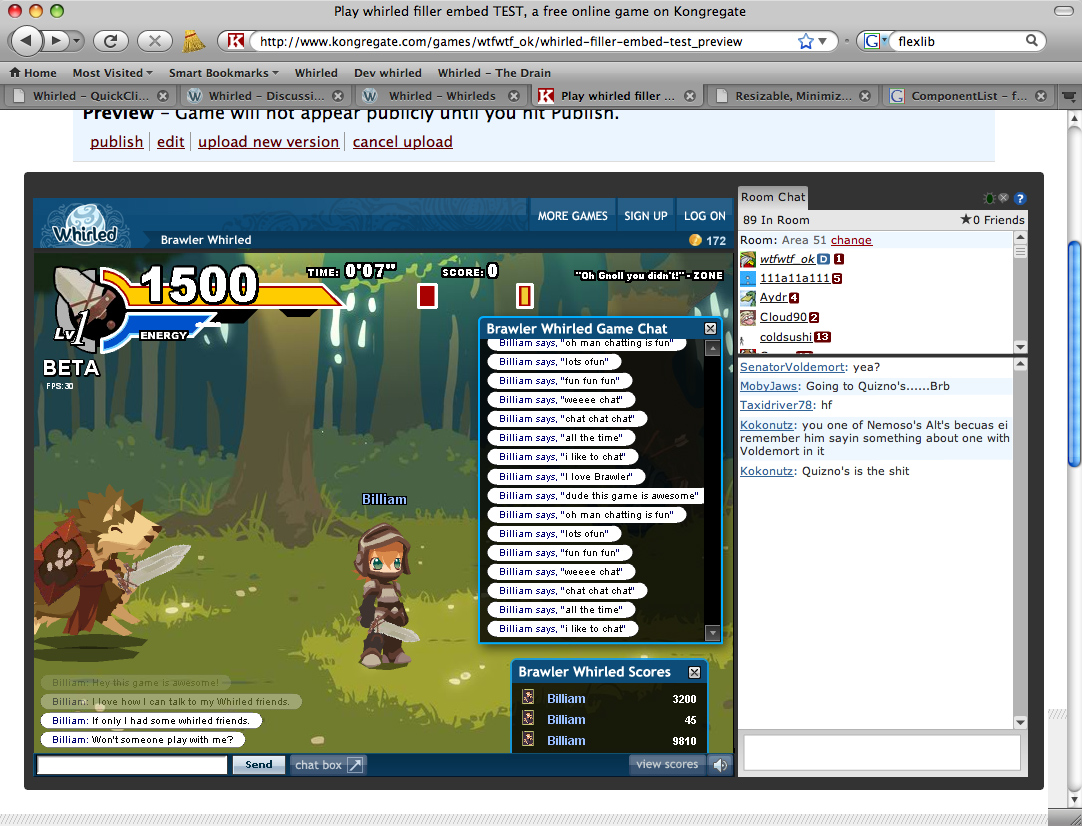 Play whirled filler embed TEST, a free online game on Kongregate
http://www.kongregate.com/games/wtfwtf_ok/whirled-filler-embed-test_preview
flexlib
Home Most Visited Smart Bookmarks Whirled Dev whirled Whirled – The Drain
Whirled – QuickCli... Whirled – Discussi... Whirled – Whirleds Play whirled filler ... Resizable, Minimiz... ComponentList – f...
Preview – Game will not appear publicly until you hit Publish.
publish edit upload new version cancel upload
Whirled
MORE GAMES SIGN UP LOG ON
Brawler Whirled
172
1500
TIME: 0'07"
SCORE: 0
"Oh Gnoll you didn't!" - ZONE
Lv1
ENERGY
BETA
FPS: 30
Brawler Whirled Game Chat
Billiam says, "oh man chatting is fun"
Billiam says, "lots ofun"
Billiam says, "fun fun fun"
Billiam says, "weeee chat"
Billiam says, "chat chat chat"
Billiam says, "all the time"
Billiam says, "i like to chat"
Billiam says, "I love Brawler"
Billiam says, "dude this game is awesome"
Billiam says, "oh man chatting is fun"
Billiam says, "lots ofun"
Billiam says, "fun fun fun"
Billiam says, "weeee chat"
Billiam says, "chat chat chat"
Billiam says, "all the time"
Billiam says, "i like to chat"
Billiam
Brawler Whirled Scores
Billiam 3200
Billiam 45
Billiam 9810
Billiam: Hey this game is awesome!
Billiam: I love how I can talk to my Whirled friends.
Billiam: If only I had some whirled friends.
Billiam: Won't someone play with me?
Send
chat box
view scores
Room Chat
?
89 In Room
★0 Friends
Room: Area 51 change
wtfwtf_ok D 1
111a11a111 5
Aydr 4
Cloud90 2
coldsushi 13
SenatorVoldemort: yea?
MobyJaws: Going to Quizno's......Brb
Taxidriver78: hf
Kokonutz: you one of Nemoso's Alt's becuas ei
remember him sayin something about one with
Voldemort in it
Kokonutz: Quizno's is the shit